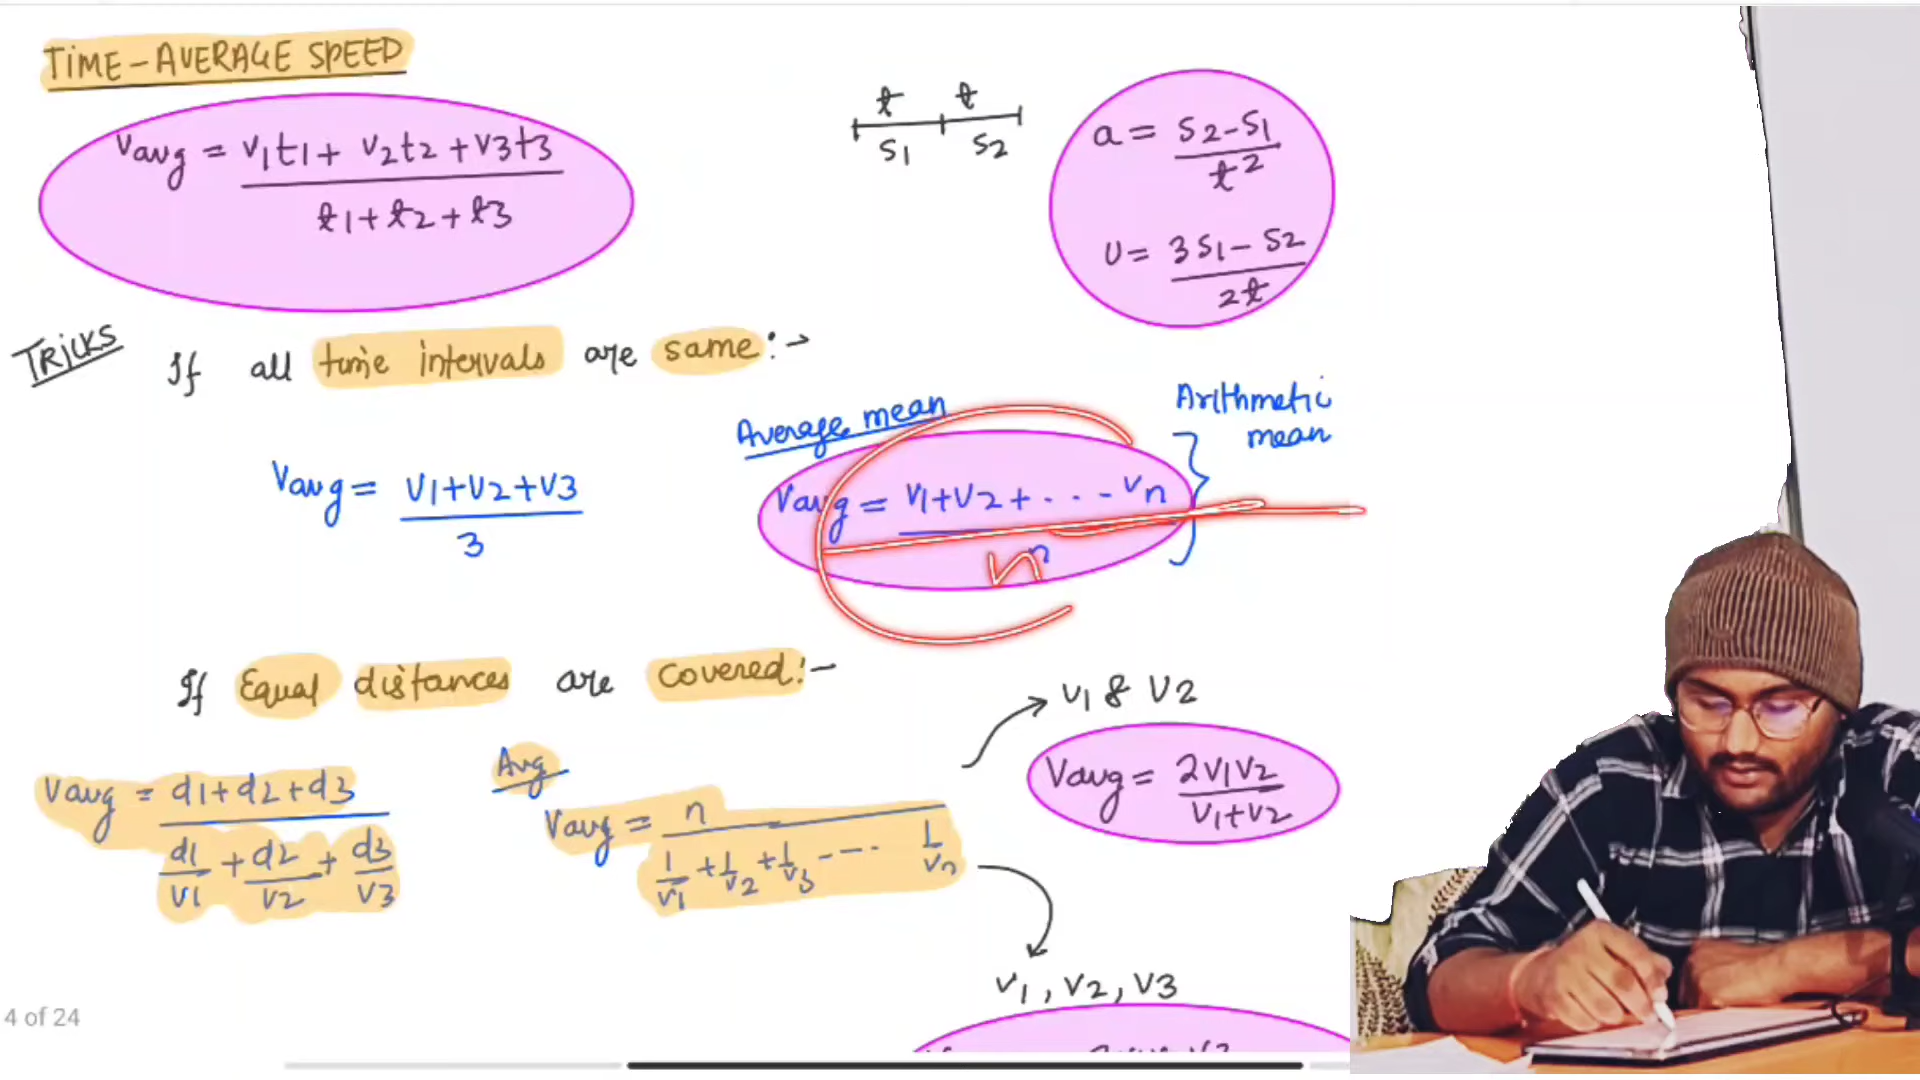 TIME-AVERAGE SPEED
Vavg = v1t1 + v2t2 + v3t3 / t1 + t2 + t3
t t
S1 S2
a = S2-S1 / t²
U = 3S1 - S2 / 2t
TRICKS
If all time intervals are same :-
Vavg = V1+V2+V3 / 3
Average mean
Arithmetic
mean
Vavg = V1+V2+ ... Vn / n
n
If Equal distances are covered :-
Vavg = d1+d2+d3 / d1/V1 + d2/V2 + d3/V3
Avg
Vavg = n / 1/V1 + 1/V2 + 1/V3 ---- 1/Vn
V1 & V2
Vavg = 2V1V2 / V1+V2
V1, V2, V3
4 of 24